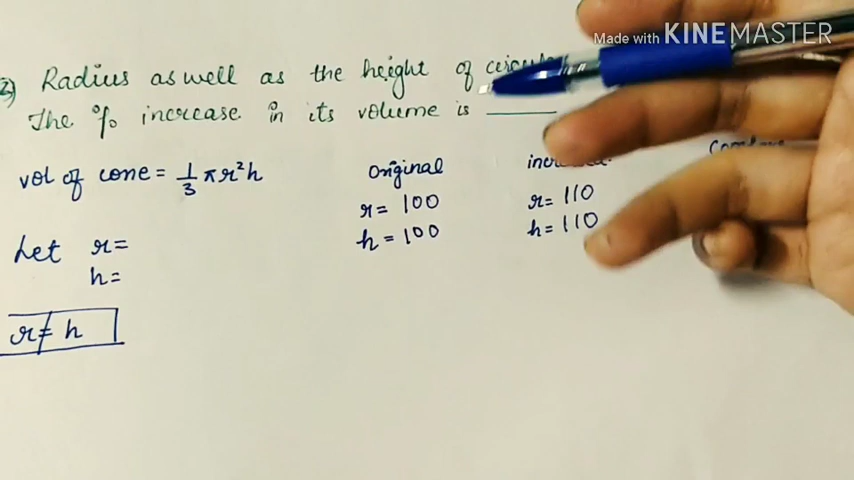 Made with KINEMASTER
2) Radius as well as the height of
The % increase in its volume is ____
vol of cone = 1/3 πr²h
original
r = 100
h = 100
r = 110
h = 110
Let r =
h =
r ≠ h